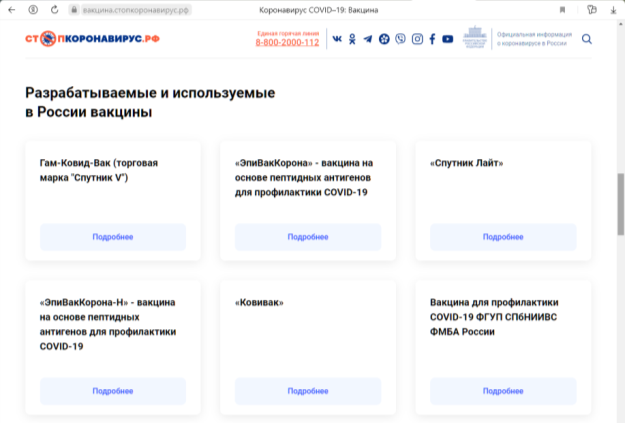 вакцина.стопкоронавирус.рф
Коронавирус COVID–19: Вакцина
СТОПКОРОНАВИРУС.РФ
Единая горячая линия
8-800-2000-112
Официальная информация
о коронавирусе в России
Разрабатываемые и используемые
в России вакцины
Гам-Ковид-Вак (торговая
марка "Спутник V")
Подробнее
«ЭпиВакКорона» - вакцина на
основе пептидных антигенов
для профилактики COVID-19
Подробнее
«Спутник Лайт»
Подробнее
«ЭпиВакКорона-Н» - вакцина
на основе пептидных
антигенов для профилактики
COVID-19
Подробнее
«Ковивак»
Подробнее
Вакцина для профилактики
COVID-19 ФГУП СПбНИИВС
ФМБА России
Подробнее